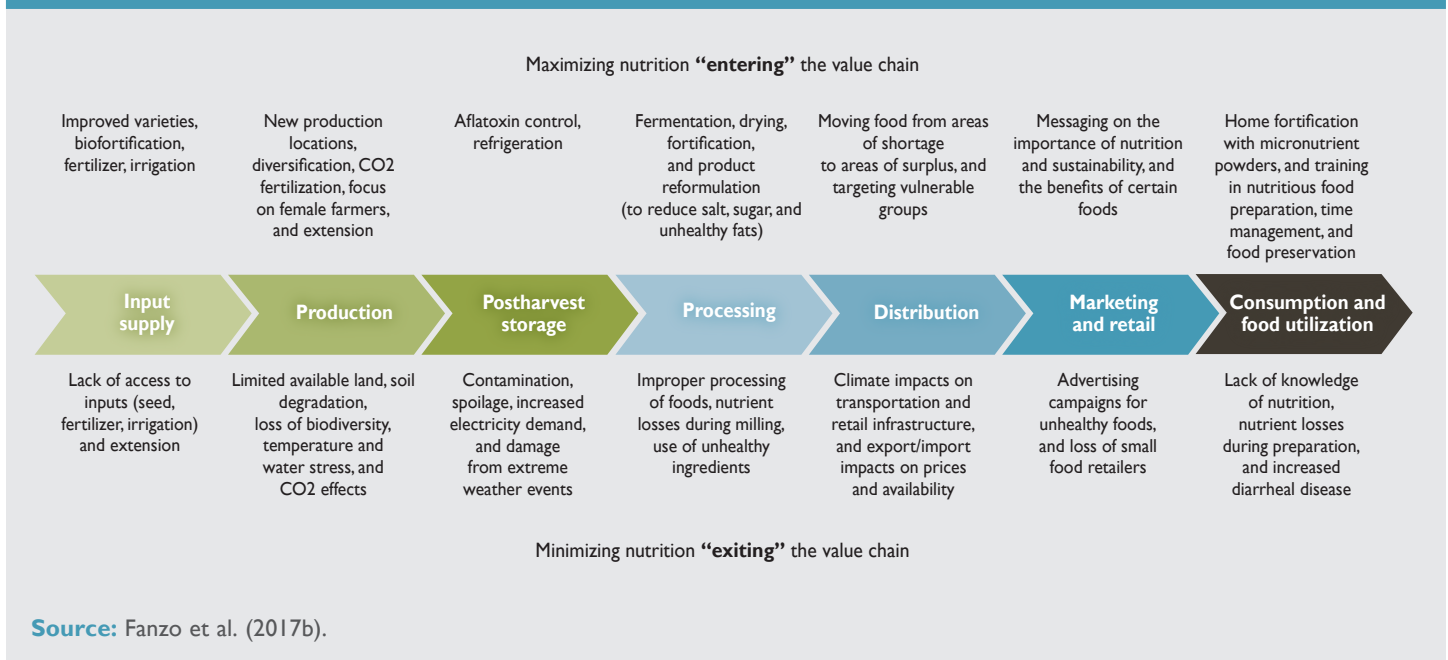 Maximizing nutrition “entering” the value chain
Improved varieties,
biofortification,
fertilizer, irrigation
New production
locations,
diversification, CO2
fertilization, focus
on female farmers,
and extension
Aflatoxin control,
refrigeration
Fermentation, drying,
fortification,
and product
reformulation
(to reduce salt, sugar, and
unhealthy fats)
Moving food from areas
of shortage
to areas of surplus, and
targeting vulnerable
groups
Messaging on the
importance of nutrition
and sustainability, and
the benefits of certain
foods
Home fortification
with micronutrient
powders, and training
in nutritious food
preparation, time
management, and
food preservation
Input
supply
Production
Postharvest
storage
Processing
Distribution
Marketing
and retail
Consumption and
food utilization
Lack of access to
inputs (seed,
fertilizer, irrigation)
and extension
Limited available land, soil
degradation,
loss of biodiversity,
temperature and
water stress, and
CO2 effects
Contamination,
spoilage, increased
electricity demand,
and damage
from extreme
weather events
Improper processing
of foods, nutrient
losses during milling,
use of unhealthy
ingredients
Climate impacts on
transportation and
retail infrastructure,
and export/import
impacts on prices
and availability
Advertising
campaigns for
unhealthy foods,
and loss of small
food retailers
Lack of knowledge
of nutrition,
nutrient losses
during preparation,
and increased
diarrheal disease
Minimizing nutrition “exiting” the value chain
Source: Fanzo et al. (2017b).